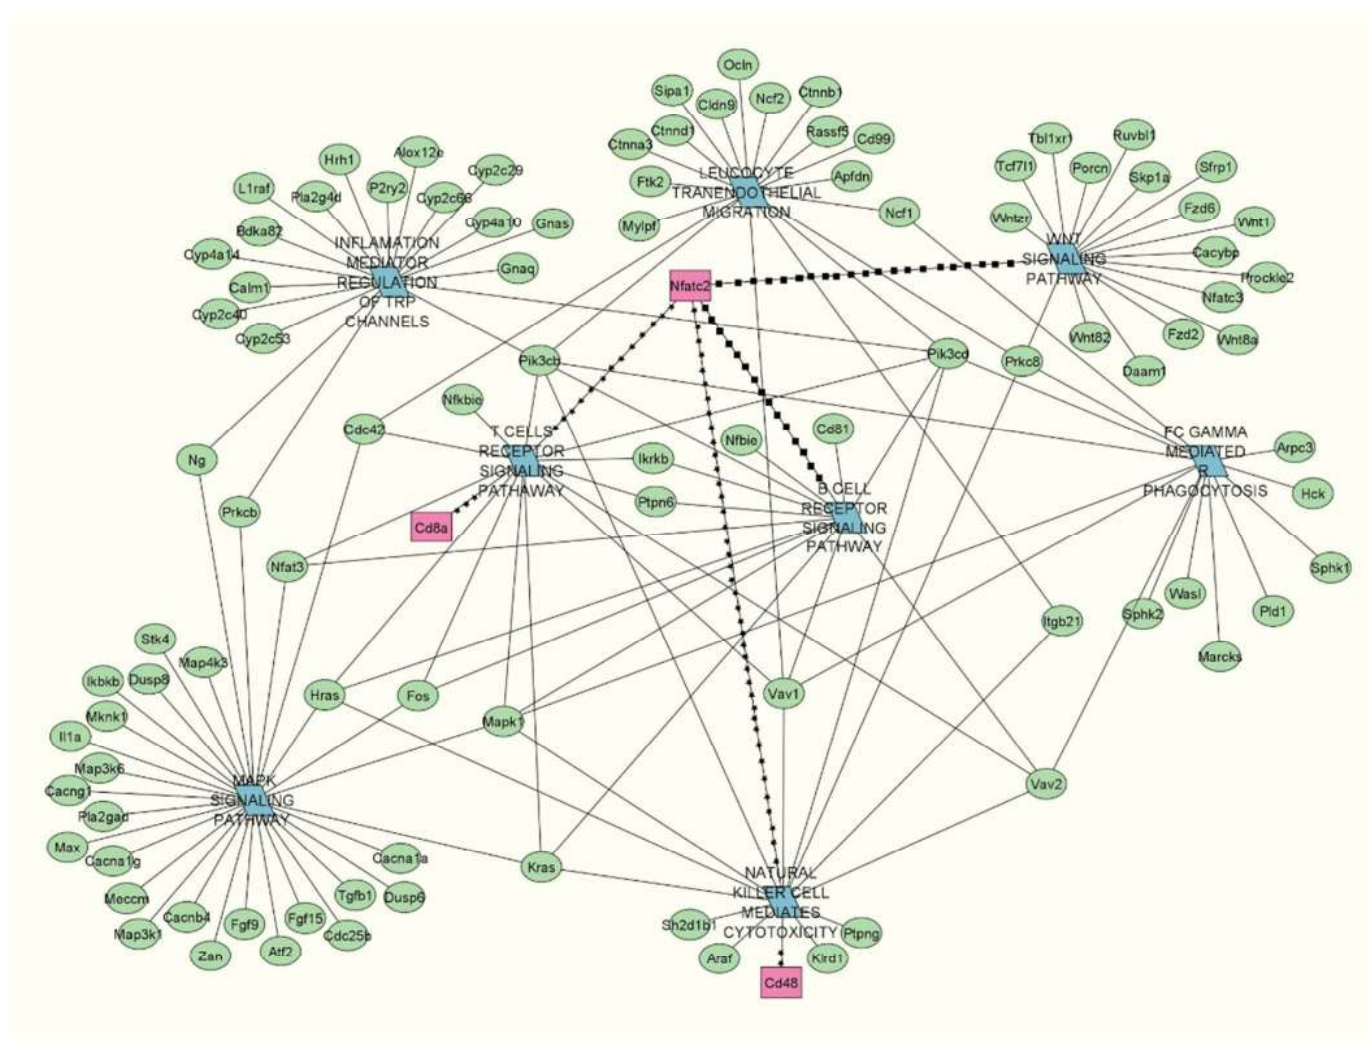 Ocln
Sipa1
Cldn9
Ncf2
Ctnnb1
Ctnna3
Ctnnd1
Rassf5
Cd99
Ftk2
LEUCOCYTE
TRANENDOTHELIAL
MIGRATION
Apfdn
Mylpf
Ncf1
Tbl1xr1
Ruvbl1
Tcf7l1
Porcn
Skp1a
Sfrp1
Fzd6
Wnt1
WNT
SIGNALING
PATHWAY
Cacybp
Prockle2
Nfatc3
Wnt82
Fzd2
Wnt8a
Daam1
Hrh1
Alox12e
Cyp2c29
L1raf
Pla2g4d
P2ry2
Cyp2c66
Bdka82
Cyp4a10
Gnas
Cyp4a14
INFLAMATION
MEDIATOR
REGULATION
OF TRP
CHANNELS
Gnaq
Calm1
Cyp2c40
Cyp2c53
Nfatc2
Pik3cb
Pik3cd
Prkc8
Nfkbie
Cdc42
T CELLS
RECEPTOR
SIGNALING
PATHAWAY
Ikrkb
Nfbie
Cd81
Ptpn6
B CELL
RECEPTOR
SIGNALING
PATHWAY
FC GAMMA
MEDIATED
R
PHAGOCYTOSIS
Arpc3
Hck
Sphk1
Pld1
Wasl
Sphk2
Marcks
Ng
Prkcb
Cd8a
Nfat3
Itgb21
Stk4
Map4k3
Ikbkb
Dusp8
Mknk1
Il1a
Map3k6
Cacng1
Pla2gad
Max
Cacna1g
Meccm
Map3k1
Cacnb4
Zan
Fgf9
Atf2
Fgf15
Cdc25b
Tgfb1
Dusp6
Cacna1a
MAPK
SIGNALING
PATHWAY
Hras
Fos
Mapk1
Vav1
Vav2
Kras
NATURAL
KILLER CELL
MEDIATES
CYTOTOXICITY
Sh2d1b1
Araf
Klrd1
Ptpng
Cd48